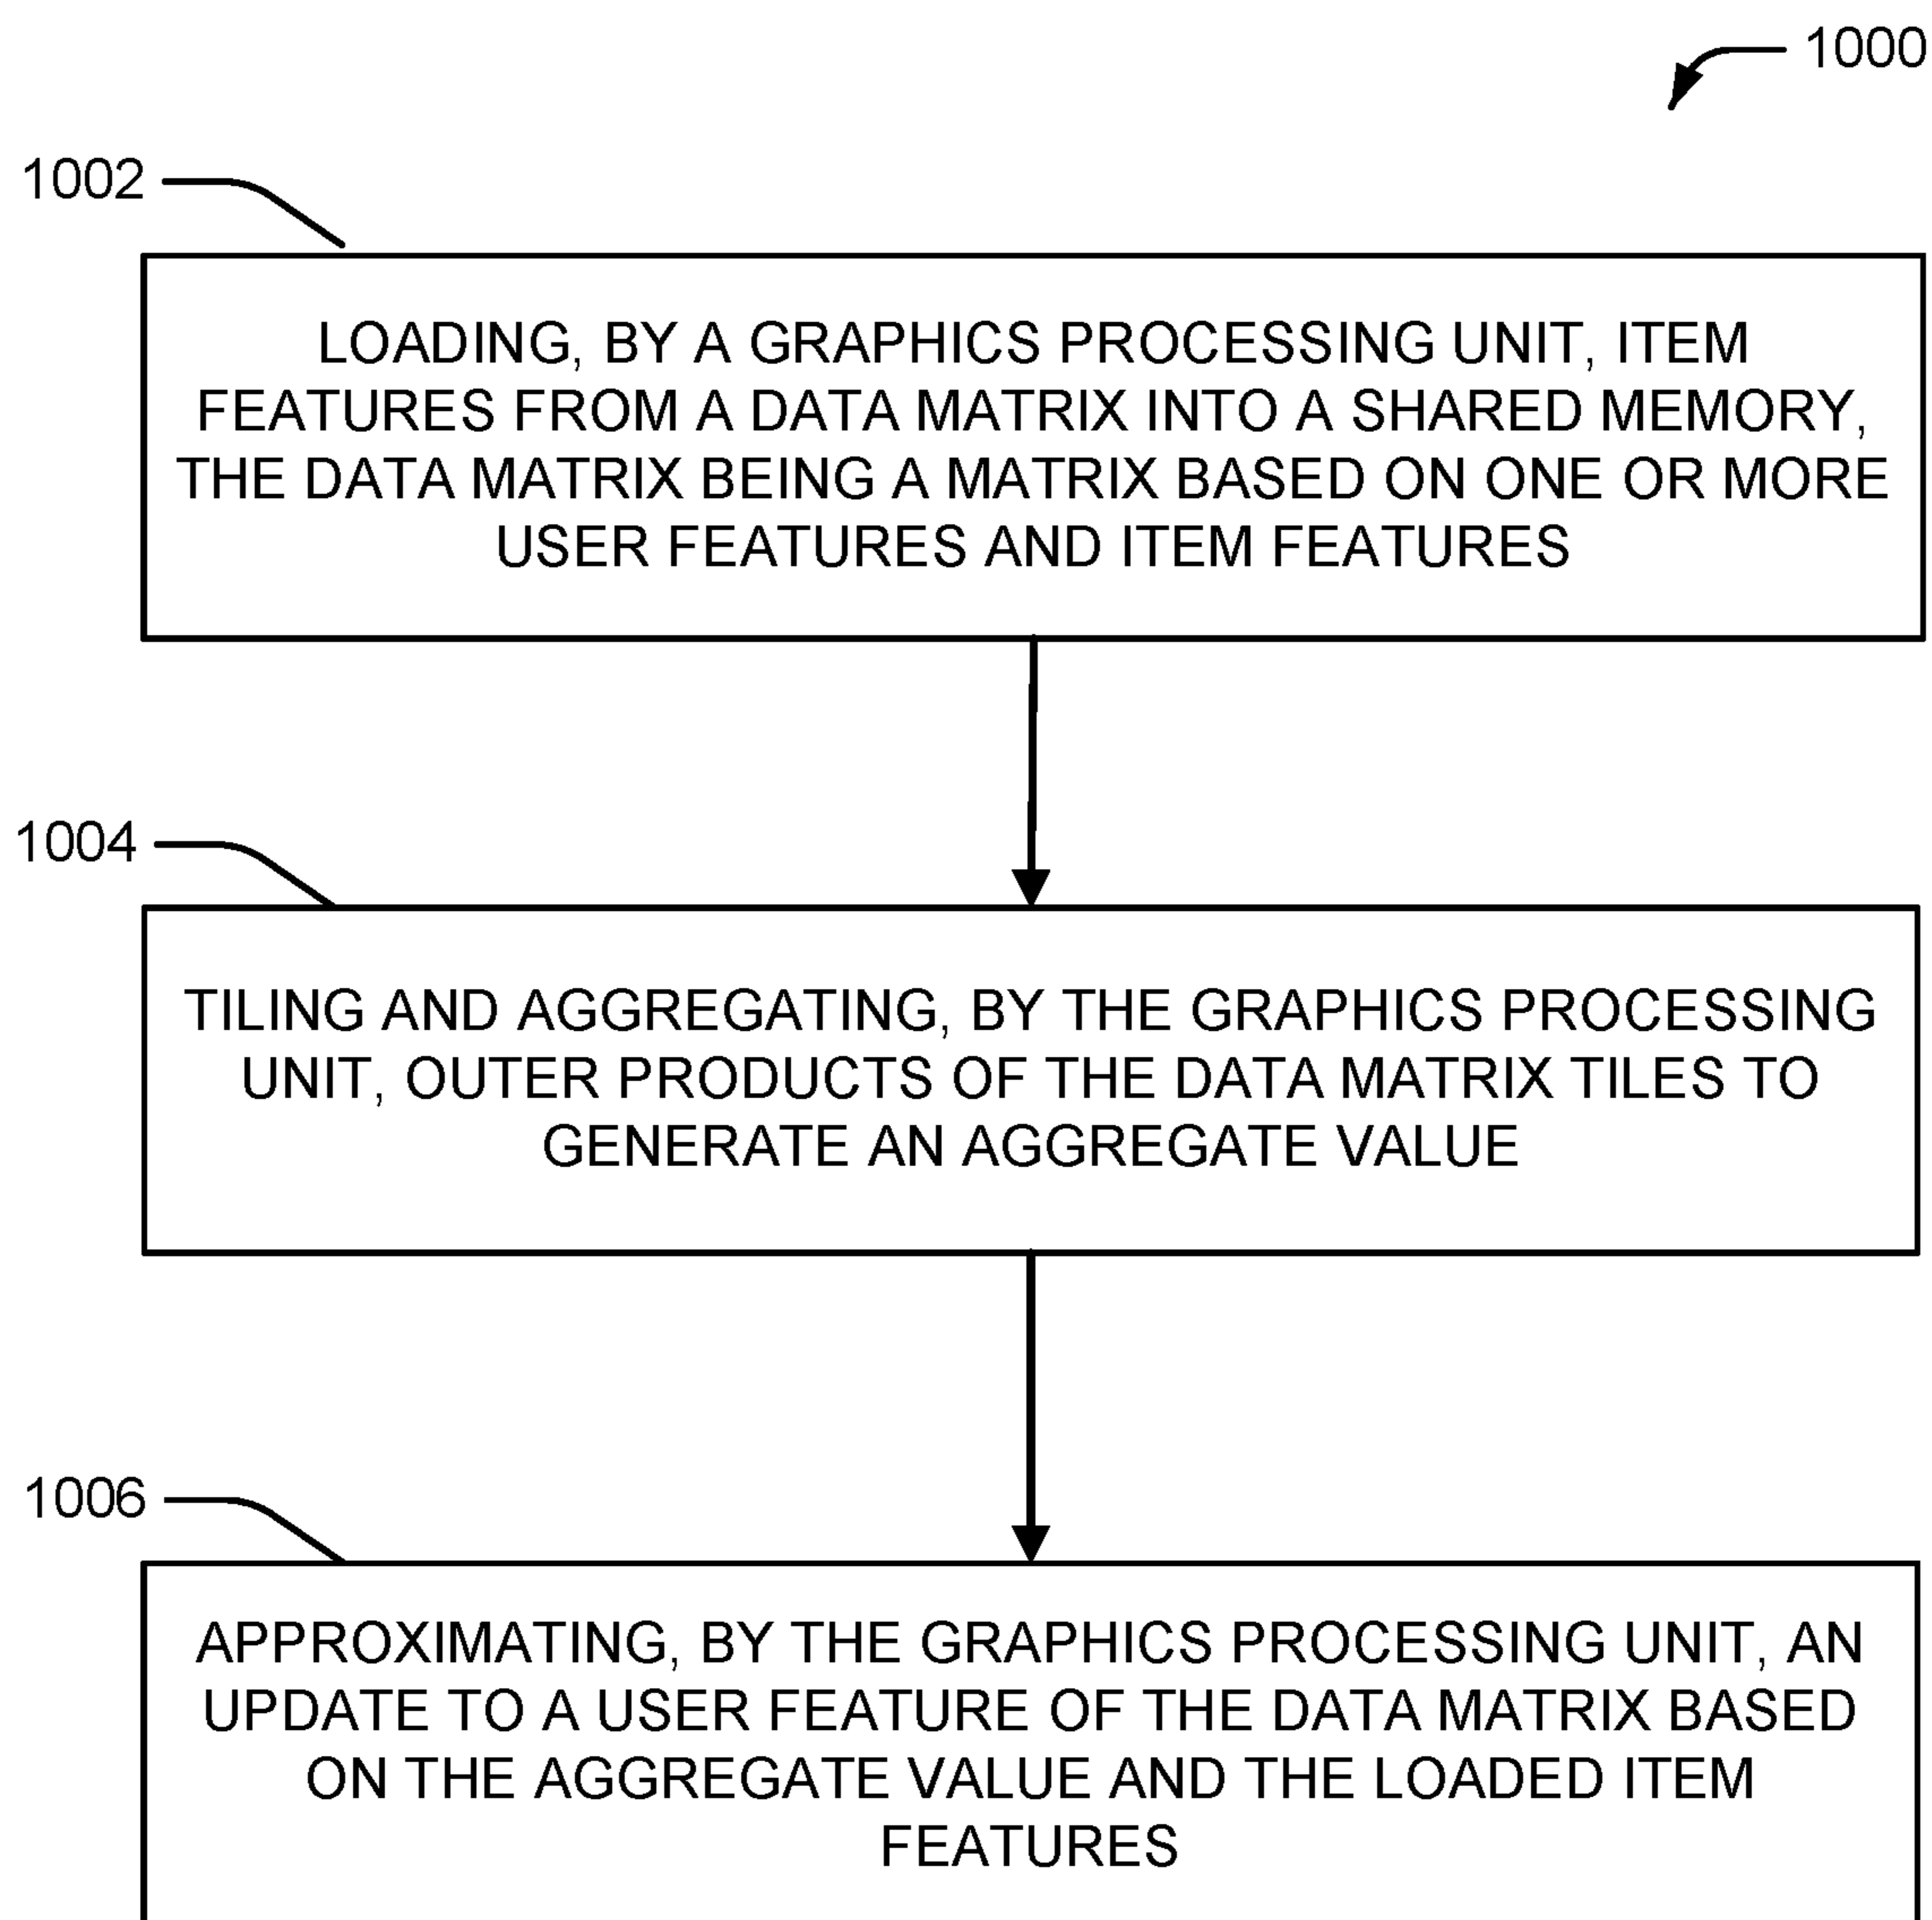 1000
1002
LOADING, BY A GRAPHICS PROCESSING UNIT, ITEM
FEATURES FROM A DATA MATRIX INTO A SHARED MEMORY,
THE DATA MATRIX BEING A MATRIX BASED ON ONE OR MORE
USER FEATURES AND ITEM FEATURES
1004
TILING AND AGGREGATING, BY THE GRAPHICS PROCESSING
UNIT, OUTER PRODUCTS OF THE DATA MATRIX TILES TO
GENERATE AN AGGREGATE VALUE
1006
APPROXIMATING, BY THE GRAPHICS PROCESSING UNIT, AN
UPDATE TO A USER FEATURE OF THE DATA MATRIX BASED
ON THE AGGREGATE VALUE AND THE LOADED ITEM
FEATURES